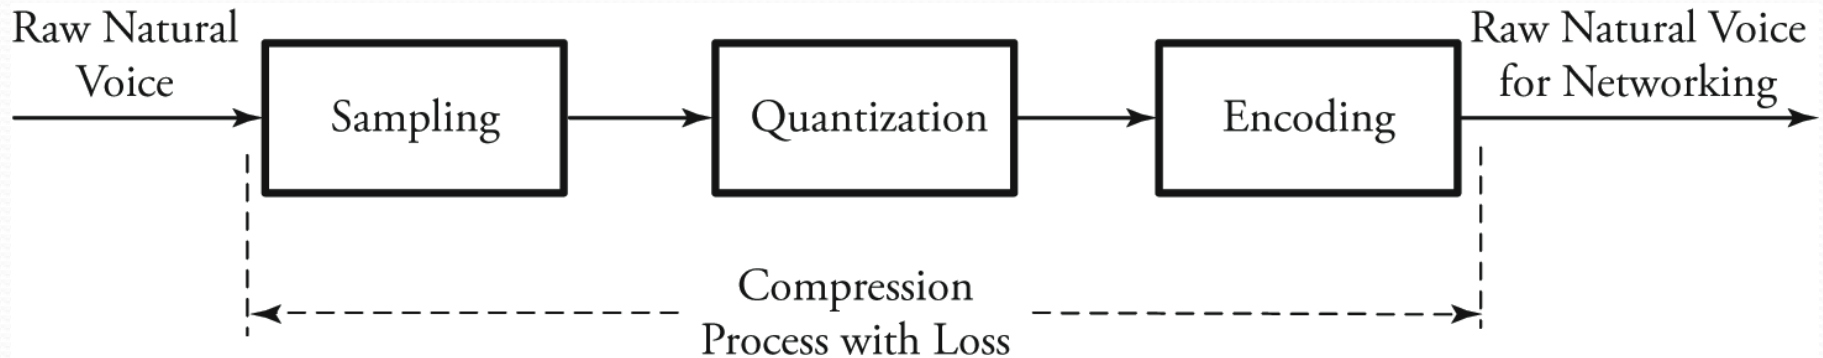 Raw Natural
Voice
Sampling
Quantization
Encoding
Raw Natural Voice
for Networking
Compression
Process with Loss